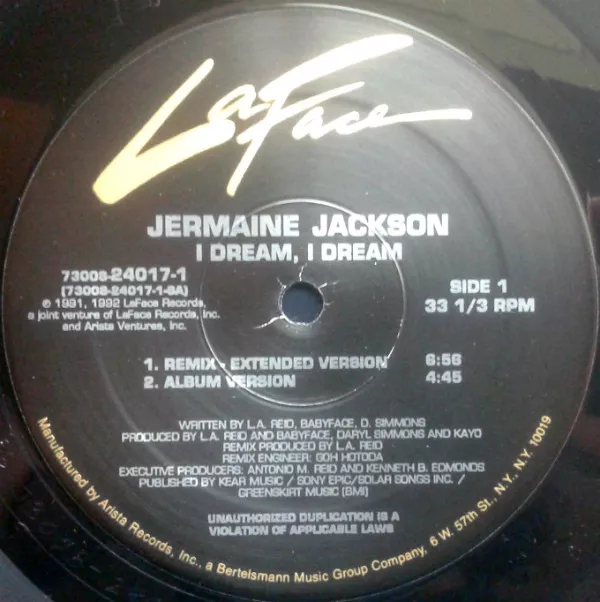 LaFace
JERMAINE JACKSON
I DREAM, I DREAM
73008-24017-1
(73008-24017-1-SA)
℗ 1991, 1992 LaFace Records,
a joint venture of LaFace Records, Inc.
and Arista Ventures, Inc.
SIDE 1
33 1/3 RPM
1. REMIX - EXTENDED VERSION 6:56
2. ALBUM VERSION 4:45
WRITTEN BY L.A. REID, BABYFACE, D. SIMMONS
PRODUCED BY L.A. REID AND BABYFACE, DARYL SIMMONS AND KAYO
REMIX PRODUCED BY L.A. REID
REMIX ENGINEER: GOH HOTODA
EXECUTIVE PRODUCERS: ANTONIO M. REID AND KENNETH B. EDMONDS
PUBLISHED BY KEAR MUSIC / SONY EPIC/SOLAR SONGS INC. /
GREENSKIRT MUSIC (BMI)
UNAUTHORIZED DUPLICATION IS A
VIOLATION OF APPLICABLE LAWS
Manufactured by Arista Records, Inc., a Bertelsmann Music Group Company, 6 W. 57th St., N.Y., N.Y. 10019